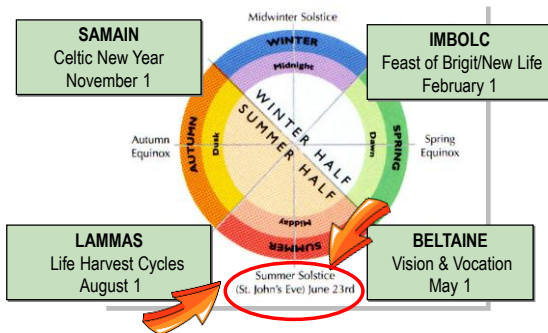 Midwinter Solstice
SAMAIN
Celtic New Year
November 1
IMBOLC
Feast of Brigit/New Life
February 1
WINTER
Midnight
WINTER HALF
SUMMER HALF
Autumn
Equinox
AUTUMN
Dusk
Dawn
SPRING
Spring
Equinox
Midday
SUMMER
LAMMAS
Life Harvest Cycles
August 1
BELTAINE
Vision & Vocation
May 1
Summer Solstice
(St. John's Eve) June 23rd